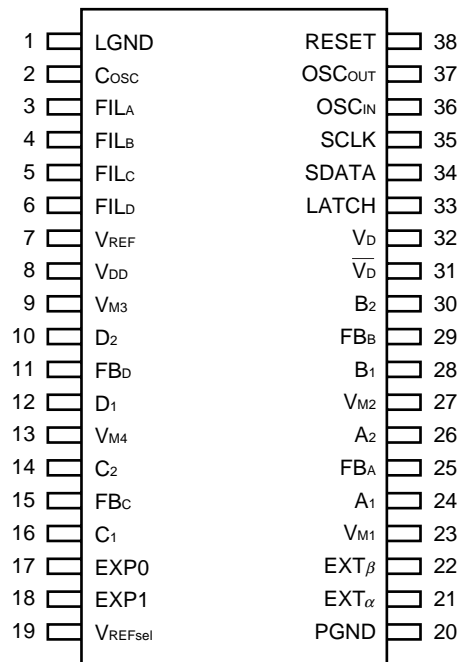 1 LGND RESET 38
2 COSC OSCOUT 37
3 FILA OSCIN 36
4 FILB SCLK 35
5 FILC SDATA 34
6 FILD LATCH 33
7 VREF VD 32
8 VDD V̅D̅ 31
9 VM3 B2 30
10 D2 FBB 29
11 FBD B1 28
12 D1 VM2 27
13 VM4 A2 26
14 C2 FBA 25
15 FBC A1 24
16 C1 VM1 23
17 EXP0 EXTβ 22
18 EXP1 EXTα 21
19 VREFsel PGND 20